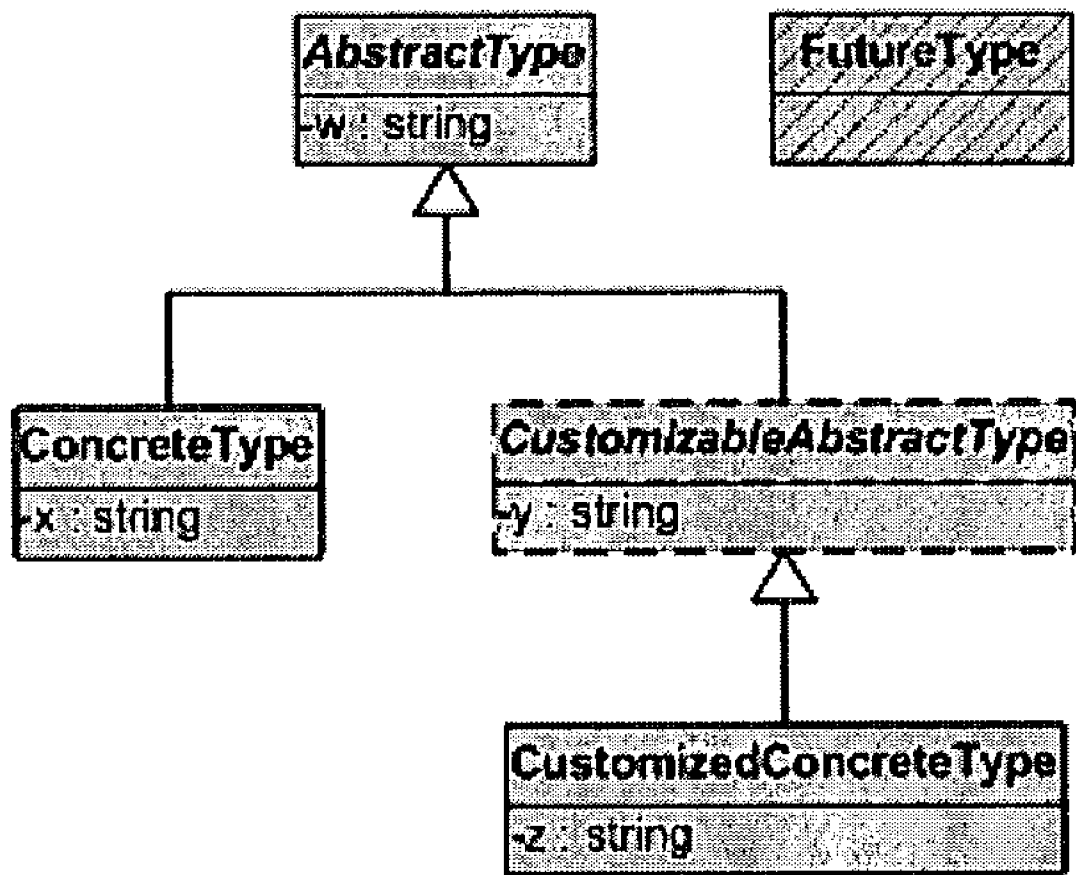 AbstractType
-w : string
FutureType
ConcreteType
-x : string
CustomizableAbstractType
-y : string
CustomizedConcreteType
-z : string